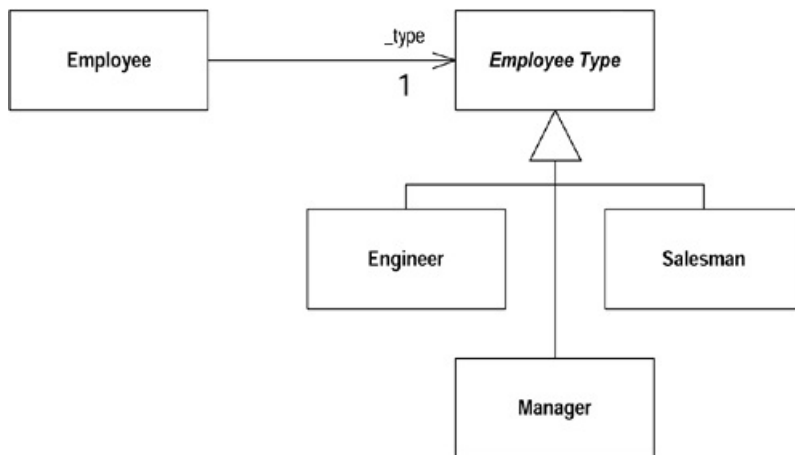 Employee
_type
1
Employee Type
Engineer
Salesman
Manager